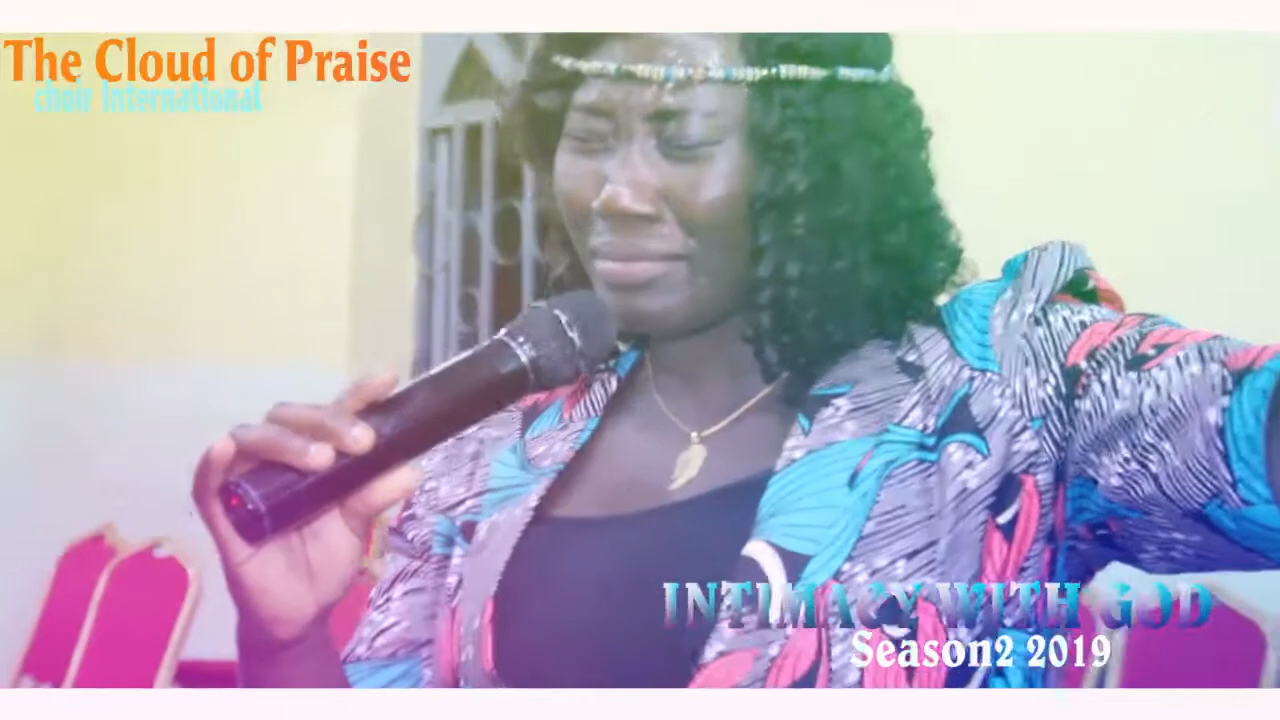 The Cloud of Praise
choir International
INTIMACY WITH GOD
Season2 2019